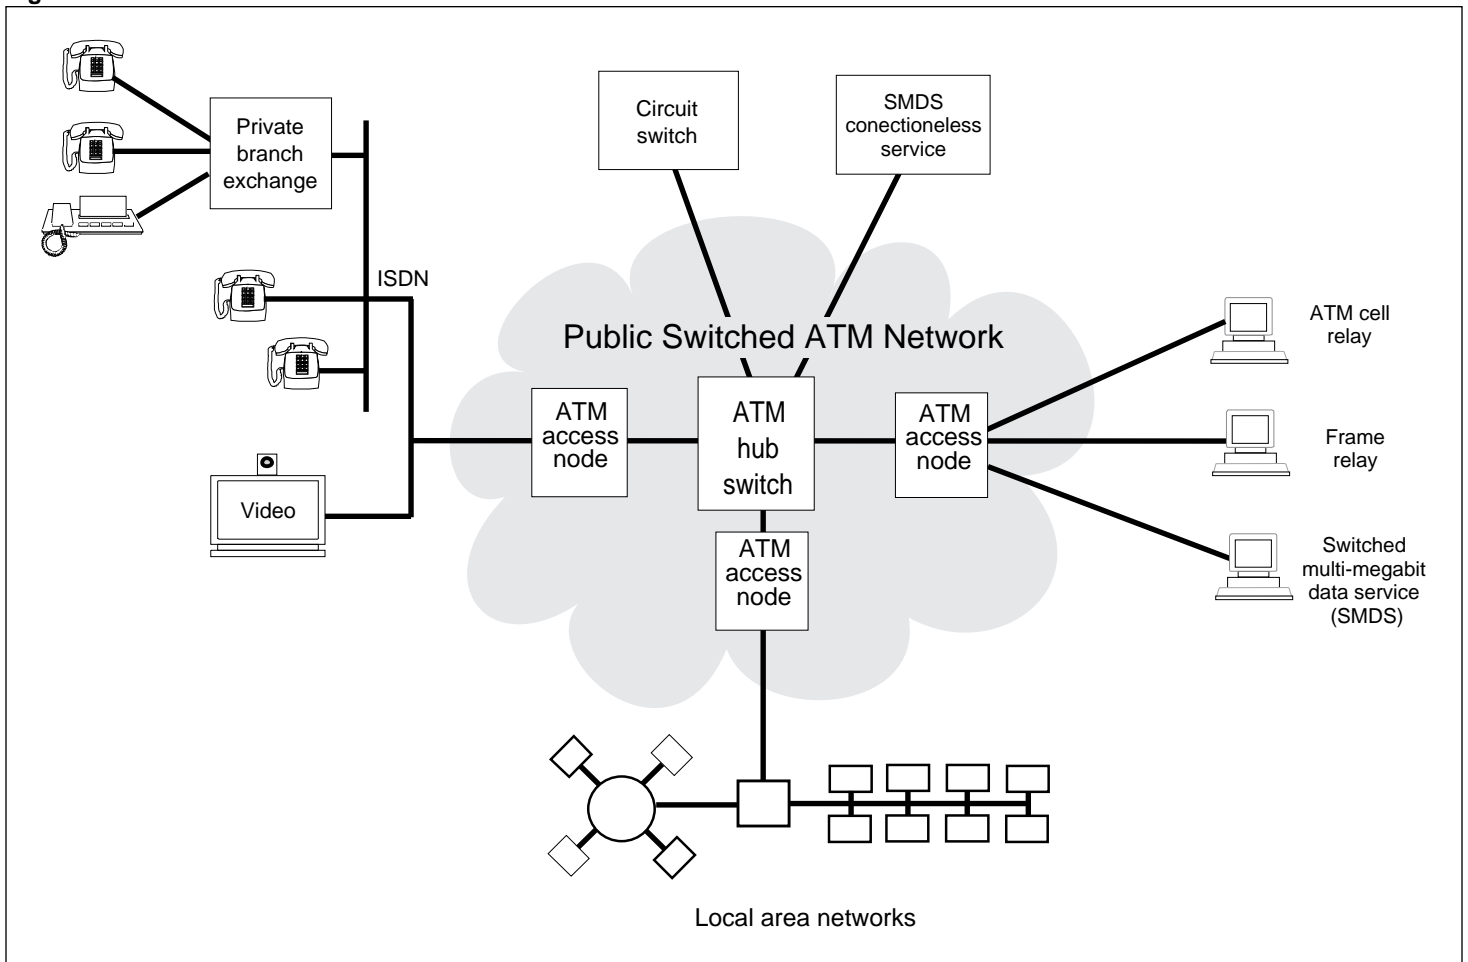 Private
branch
exchange
Circuit
switch
SMDS
conectioneless
service
ISDN
Public Switched ATM Network
ATM
access
node
ATM
hub
switch
ATM
access
node
ATM
access
node
Video
ATM cell
relay
Frame
relay
Switched
multi-megabit
data service
(SMDS)
Local area networks